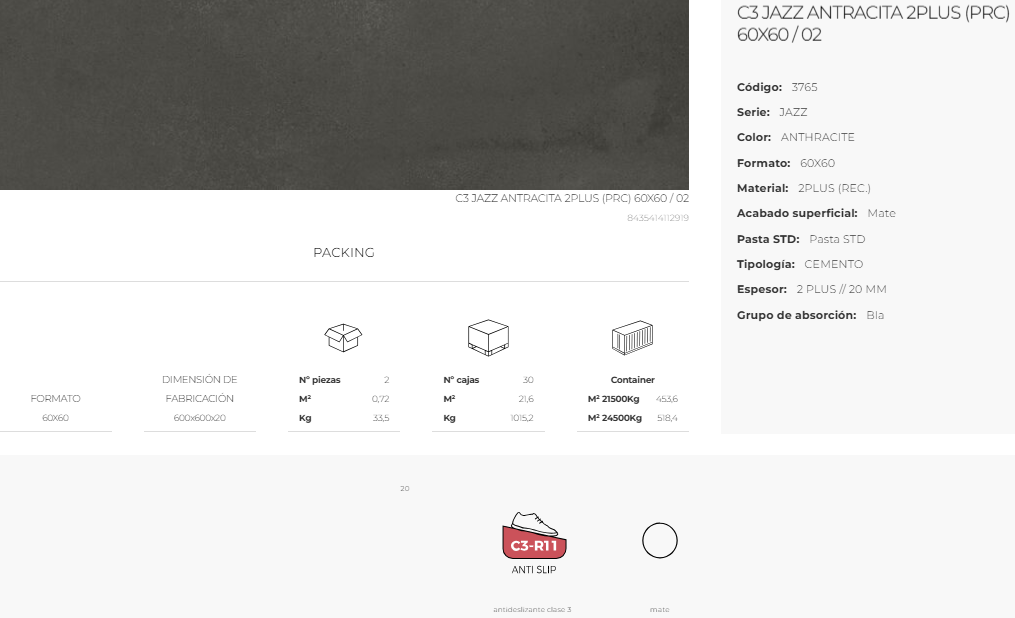 C3 JAZZ ANTRACITA 2PLUS (PRC)
60X60 / 02
Código: 3765
Serie: JAZZ
Color: ANTHRACITE
Formato: 60X60
Material: 2PLUS (REC.)
Acabado superficial: Mate
Pasta STD: Pasta STD
Tipología: CEMENTO
Espesor: 2 PLUS // 20 MM
Grupo de absorción: BIa
C3 JAZZ ANTRACITA 2PLUS (PRC) 60X60 / 02
8435414112919
PACKING
FORMATO
60X60
DIMENSIÓN DE
FABRICACIÓN
600x600x20
Nº piezas 2
M² 0,72
Kg 33,5
Nº cajas 30
M² 21,6
Kg 1015,2
Container
M² 21500Kg 453,6
M² 24500Kg 518,4
20
C3-R11
ANTI SLIP
antideslizante clase 3
mate